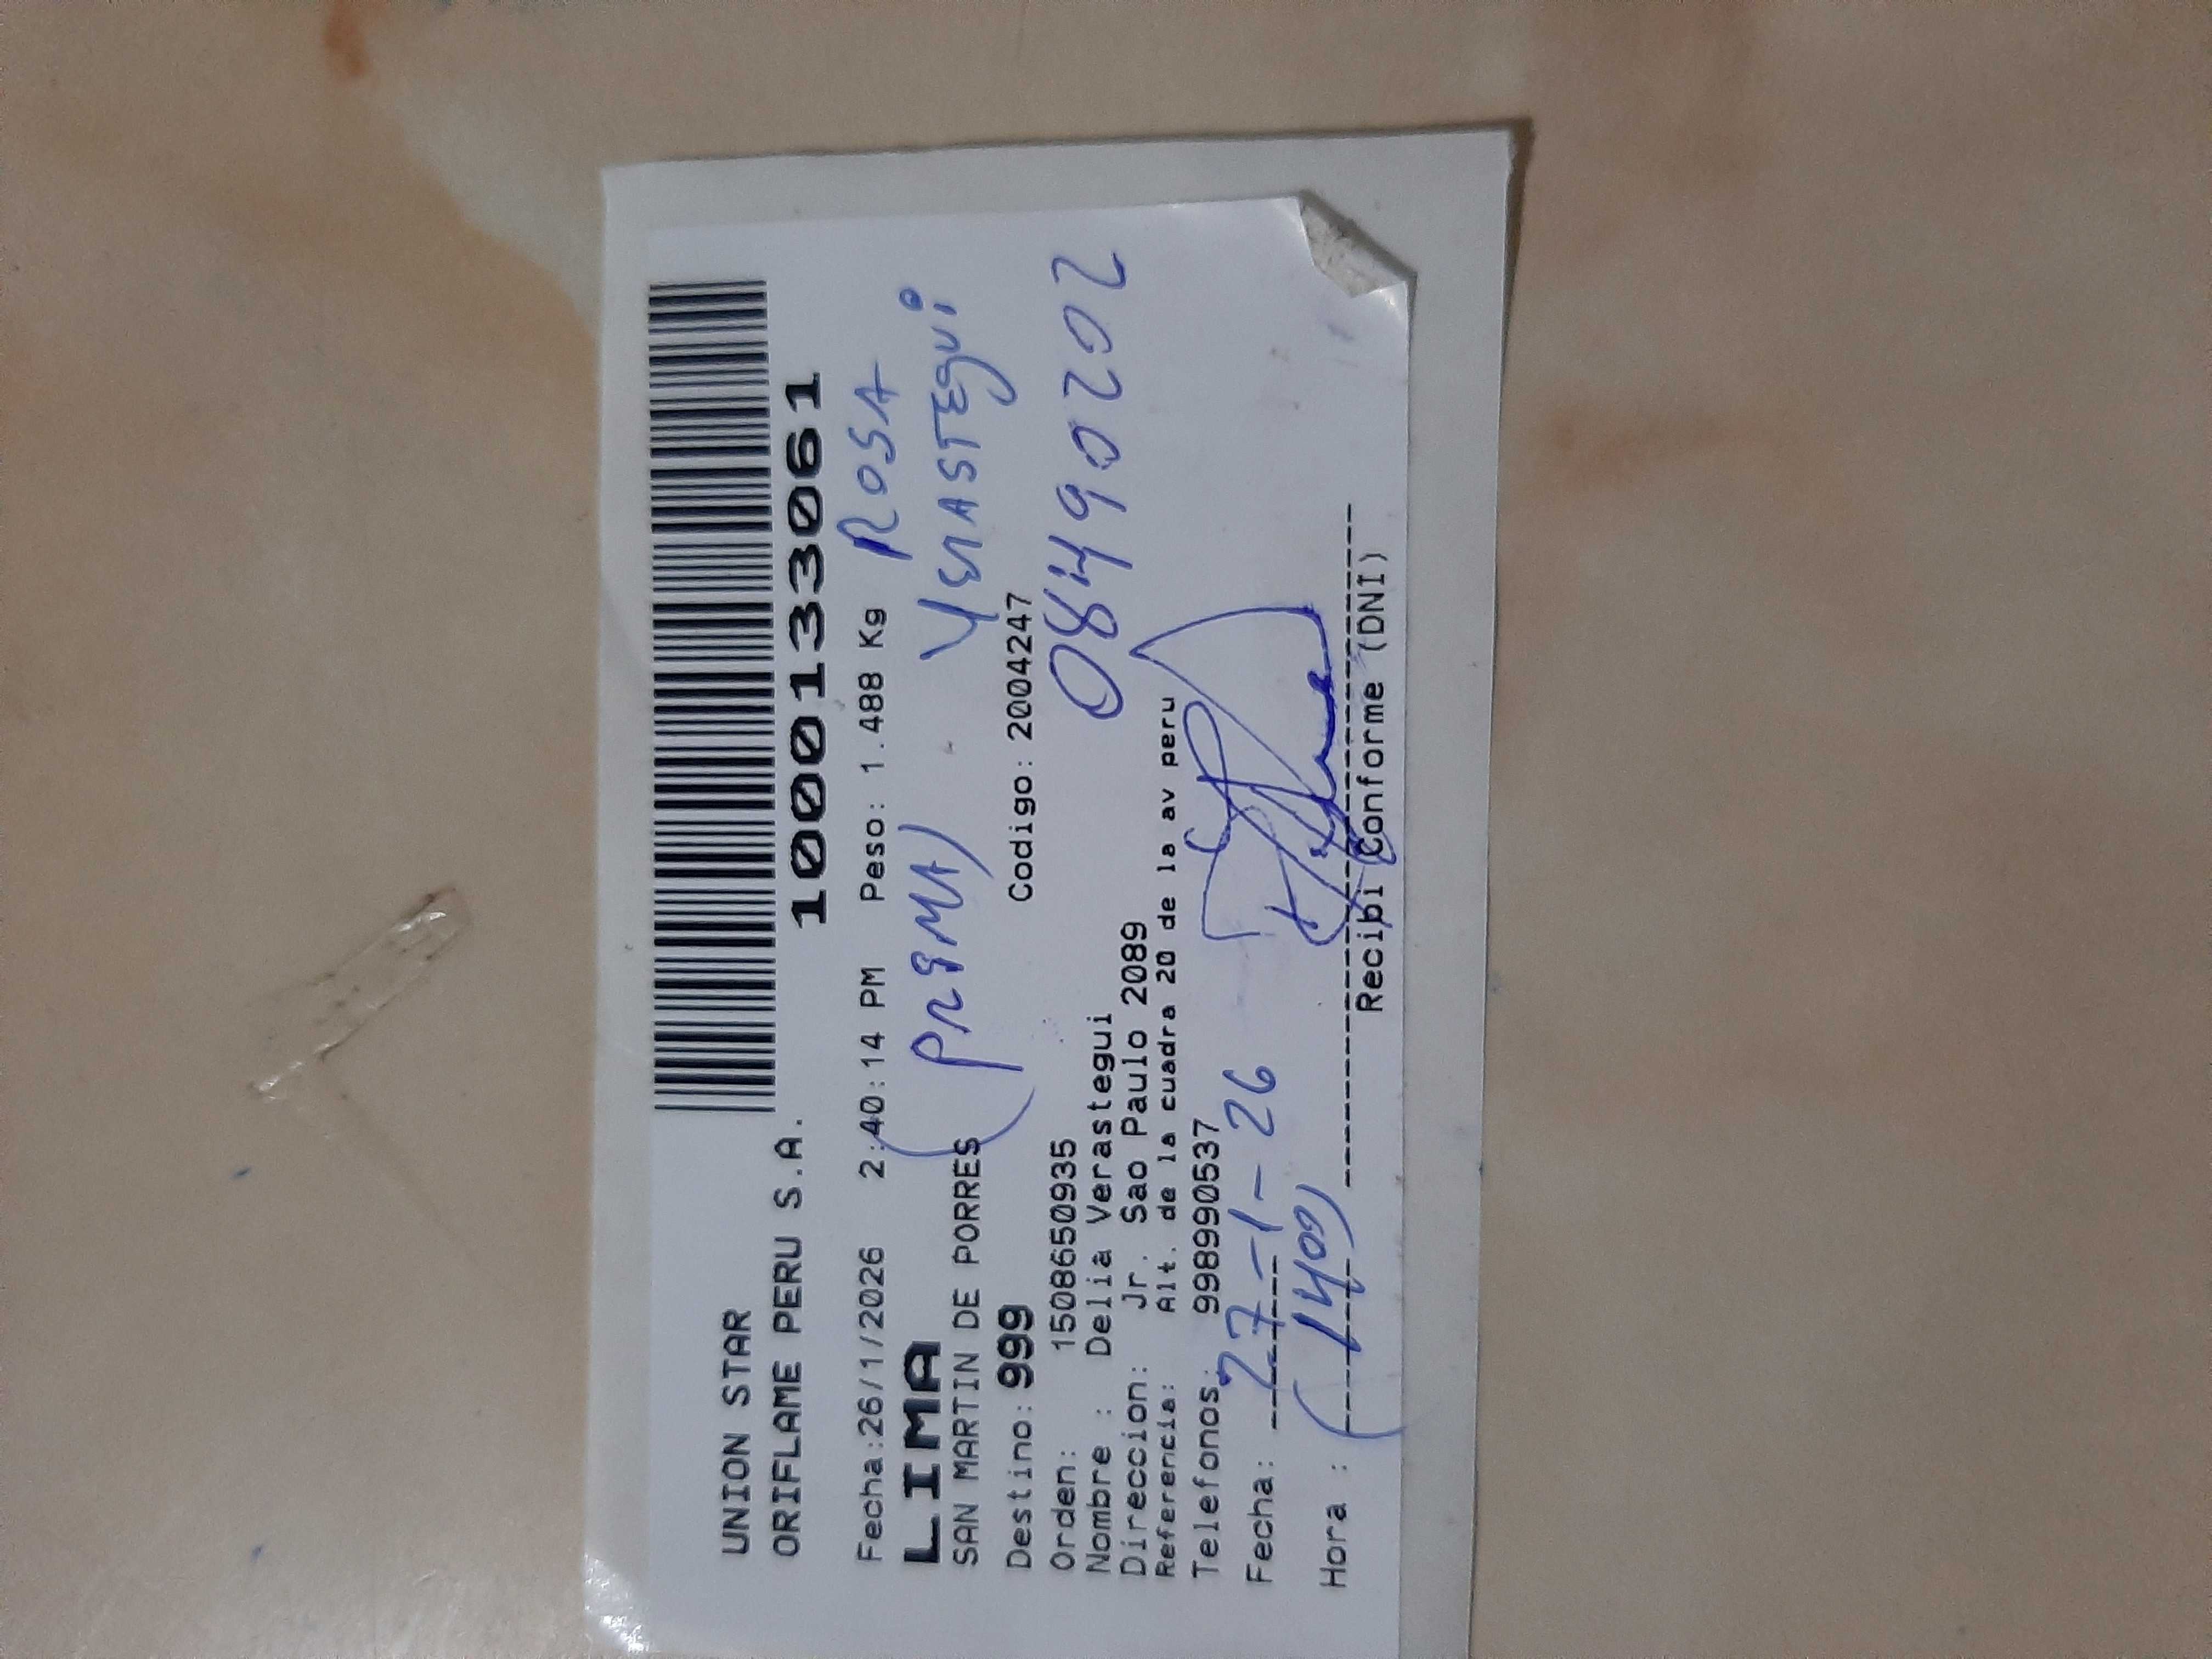 UNION STAR
ORIFLAME PERU S.A.
1000133061
Fecha:26/1/2026 2:40:14 PM Peso: 1.488 Kg ROSA
LIMA (PRIMA) VERASTEGUI
SAN MARTIN DE PORRES
Destino: 999 Codigo: 2004247
Orden: 15086509​35
08490202
Nombre : Delia Verastegui
Direccion: Jr. Sao Paulo 2089
Referencia: Alt. de la cuadra 20 de la av peru
Telefonos: 998990537
Fecha: 27-1-26
Hora : (1409)
Recibi Conforme (DNI)